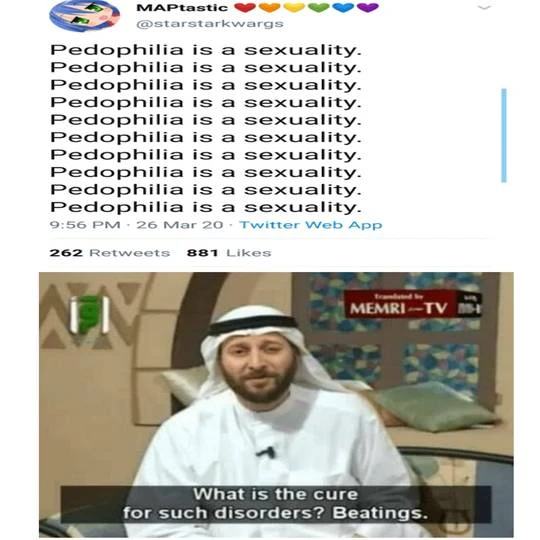 MAPtastic ❤️🧡💛💚💙💜
@starstarkwargs
Pedophilia is a sexuality.
Pedophilia is a sexuality.
Pedophilia is a sexuality.
Pedophilia is a sexuality.
Pedophilia is a sexuality.
Pedophilia is a sexuality.
Pedophilia is a sexuality.
Pedophilia is a sexuality.
Pedophilia is a sexuality.
Pedophilia is a sexuality.
9:56 PM · 26 Mar 20 · Twitter Web App
262 Retweets 881 Likes
Translated by
MEMRI TV
What is the cure
for such disorders? Beatings.